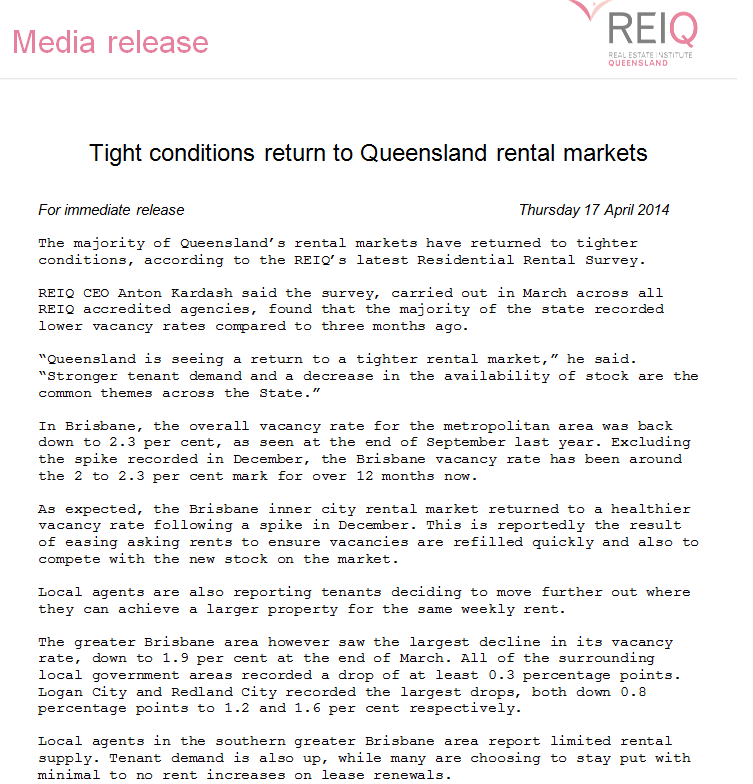 Media release
REIQ
REAL ESTATE INSTITUTE
QUEENSLAND
Tight conditions return to Queensland rental markets
For immediate release Thursday 17 April 2014
The majority of Queensland’s rental markets have returned to tighter
conditions, according to the REIQ’s latest Residential Rental Survey.
REIQ CEO Anton Kardash said the survey, carried out in March across all
REIQ accredited agencies, found that the majority of the state recorded
lower vacancy rates compared to three months ago.
“Queensland is seeing a return to a tighter rental market,” he said.
“Stronger tenant demand and a decrease in the availability of stock are the
common themes across the State.”
In Brisbane, the overall vacancy rate for the metropolitan area was back
down to 2.3 per cent, as seen at the end of September last year. Excluding
the spike recorded in December, the Brisbane vacancy rate has been around
the 2 to 2.3 per cent mark for over 12 months now.
As expected, the Brisbane inner city rental market returned to a healthier
vacancy rate following a spike in December. This is reportedly the result
of easing asking rents to ensure vacancies are refilled quickly and also to
compete with the new stock on the market.
Local agents are also reporting tenants deciding to move further out where
they can achieve a larger property for the same weekly rent.
The greater Brisbane area however saw the largest decline in its vacancy
rate, down to 1.9 per cent at the end of March. All of the surrounding
local government areas recorded a drop of at least 0.3 percentage points.
Logan City and Redland City recorded the largest drops, both down 0.8
percentage points to 1.2 and 1.6 per cent respectively.
Local agents in the southern greater Brisbane area report limited rental
supply. Tenant demand is also up, while many are choosing to stay put with
minimal to no rent increases on lease renewals.